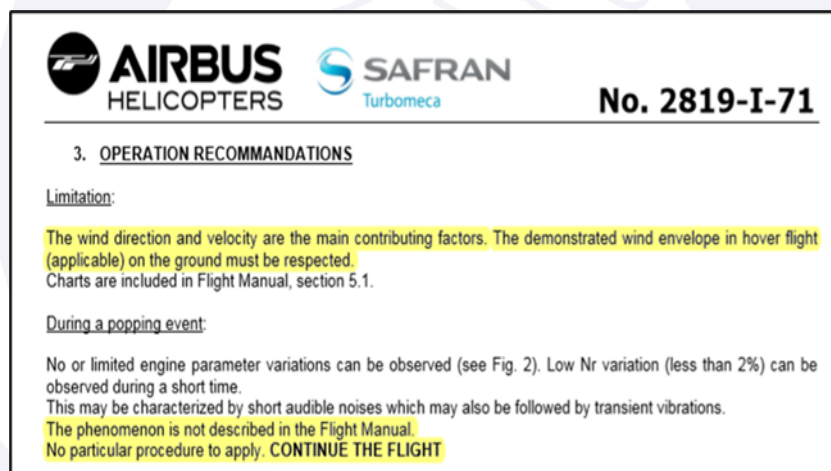 AIRBUS
HELICOPTERS
SAFRAN
Turbomeca
No. 2819-I-71
3. OPERATION RECOMMANDATIONS
Limitation:
The wind direction and velocity are the main contributing factors. The demonstrated wind envelope in hover flight
(applicable) on the ground must be respected.
Charts are included in Flight Manual, section 5.1.
During a popping event:
No or limited engine parameter variations can be observed (see Fig. 2). Low Nr variation (less than 2%) can be
observed during a short time.
This may be characterized by short audible noises which may also be followed by transient vibrations.
The phenomenon is not described in the Flight Manual.
No particular procedure to apply. CONTINUE THE FLIGHT